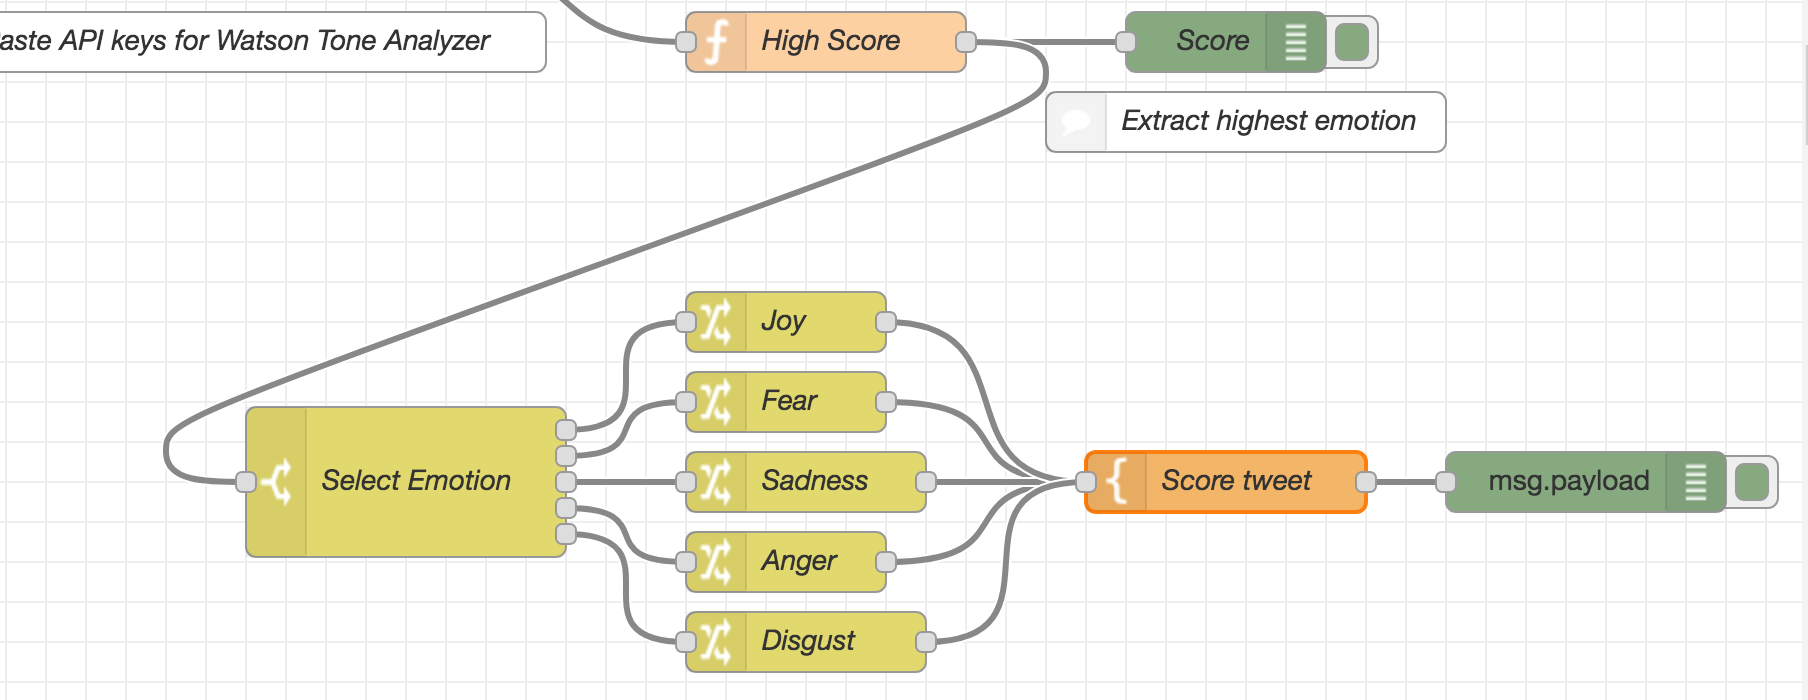 aste API keys for Watson Tone Analyzer
High Score
Score
Extract highest emotion
Joy
Fear
Select Emotion
Sadness
Score tweet
msg.payload
Anger
Disgust